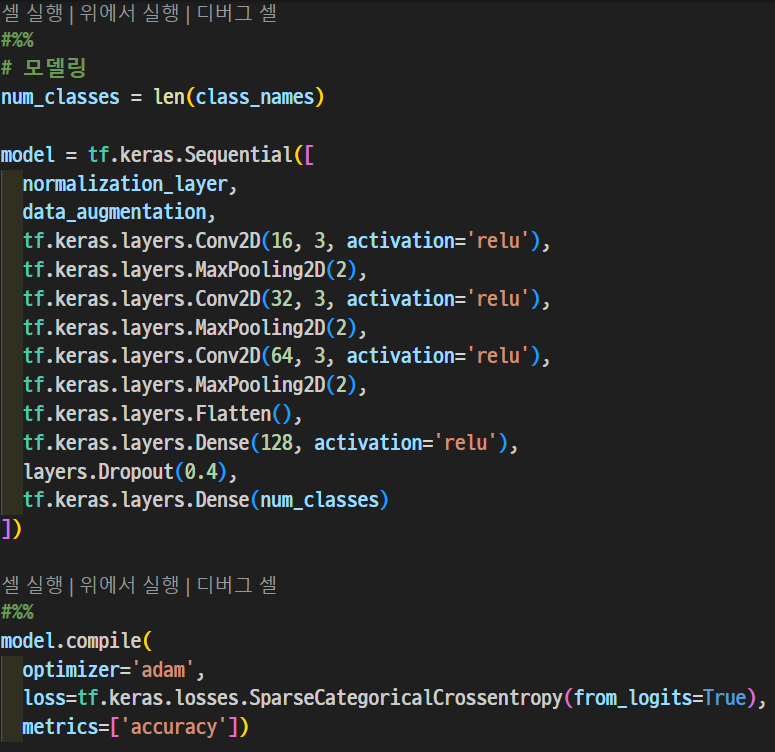 셀 실행 | 위에서 실행 | 디버그 셀
#%%
# 모델링
num_classes = len(class_names)
model = tf.keras.Sequential([
  normalization_layer,
  data_augmentation,
  tf.keras.layers.Conv2D(16, 3, activation='relu'),
  tf.keras.layers.MaxPooling2D(2),
  tf.keras.layers.Conv2D(32, 3, activation='relu'),
  tf.keras.layers.MaxPooling2D(2),
  tf.keras.layers.Conv2D(64, 3, activation='relu'),
  tf.keras.layers.MaxPooling2D(2),
  tf.keras.layers.Flatten(),
  tf.keras.layers.Dense(128, activation='relu'),
  layers.Dropout(0.4),
  tf.keras.layers.Dense(num_classes)
])
셀 실행 | 위에서 실행 | 디버그 셀
#%%
model.compile(
  optimizer='adam',
  loss=tf.keras.losses.SparseCategoricalCrossentropy(from_logits=True),
  metrics=['accuracy'])